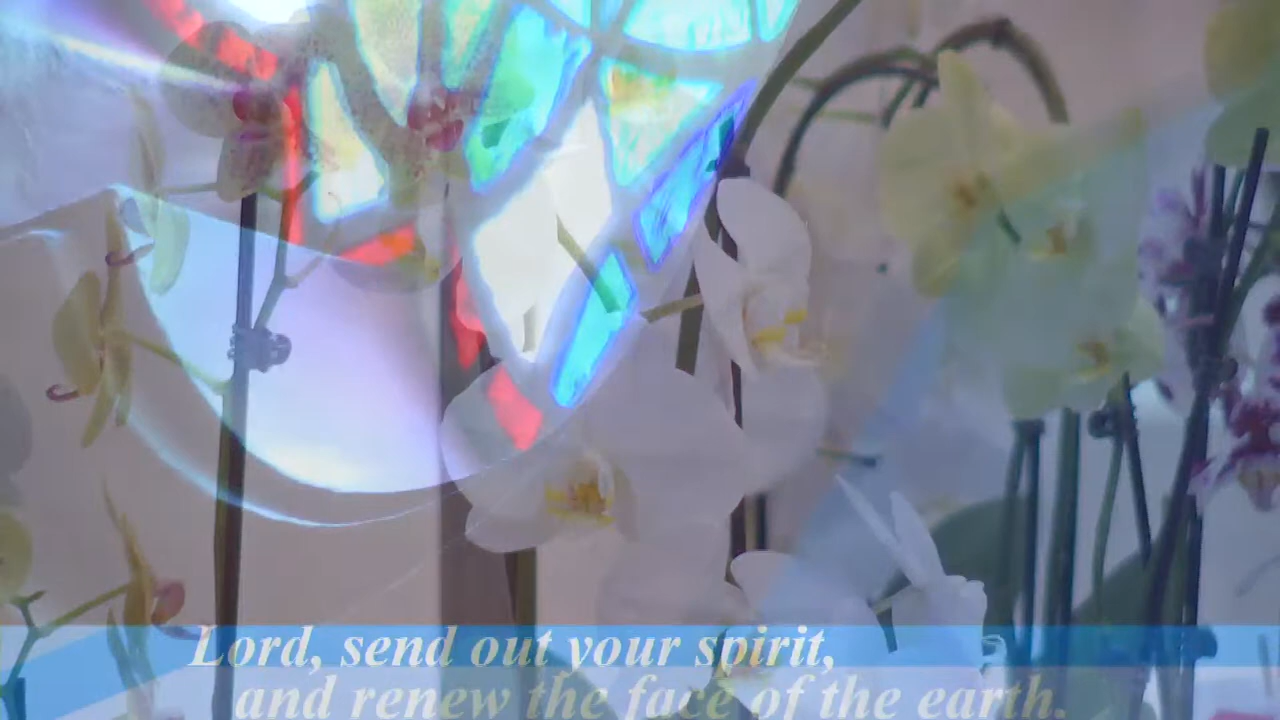 Lord, send out your spirit,
and renew the face of the earth.